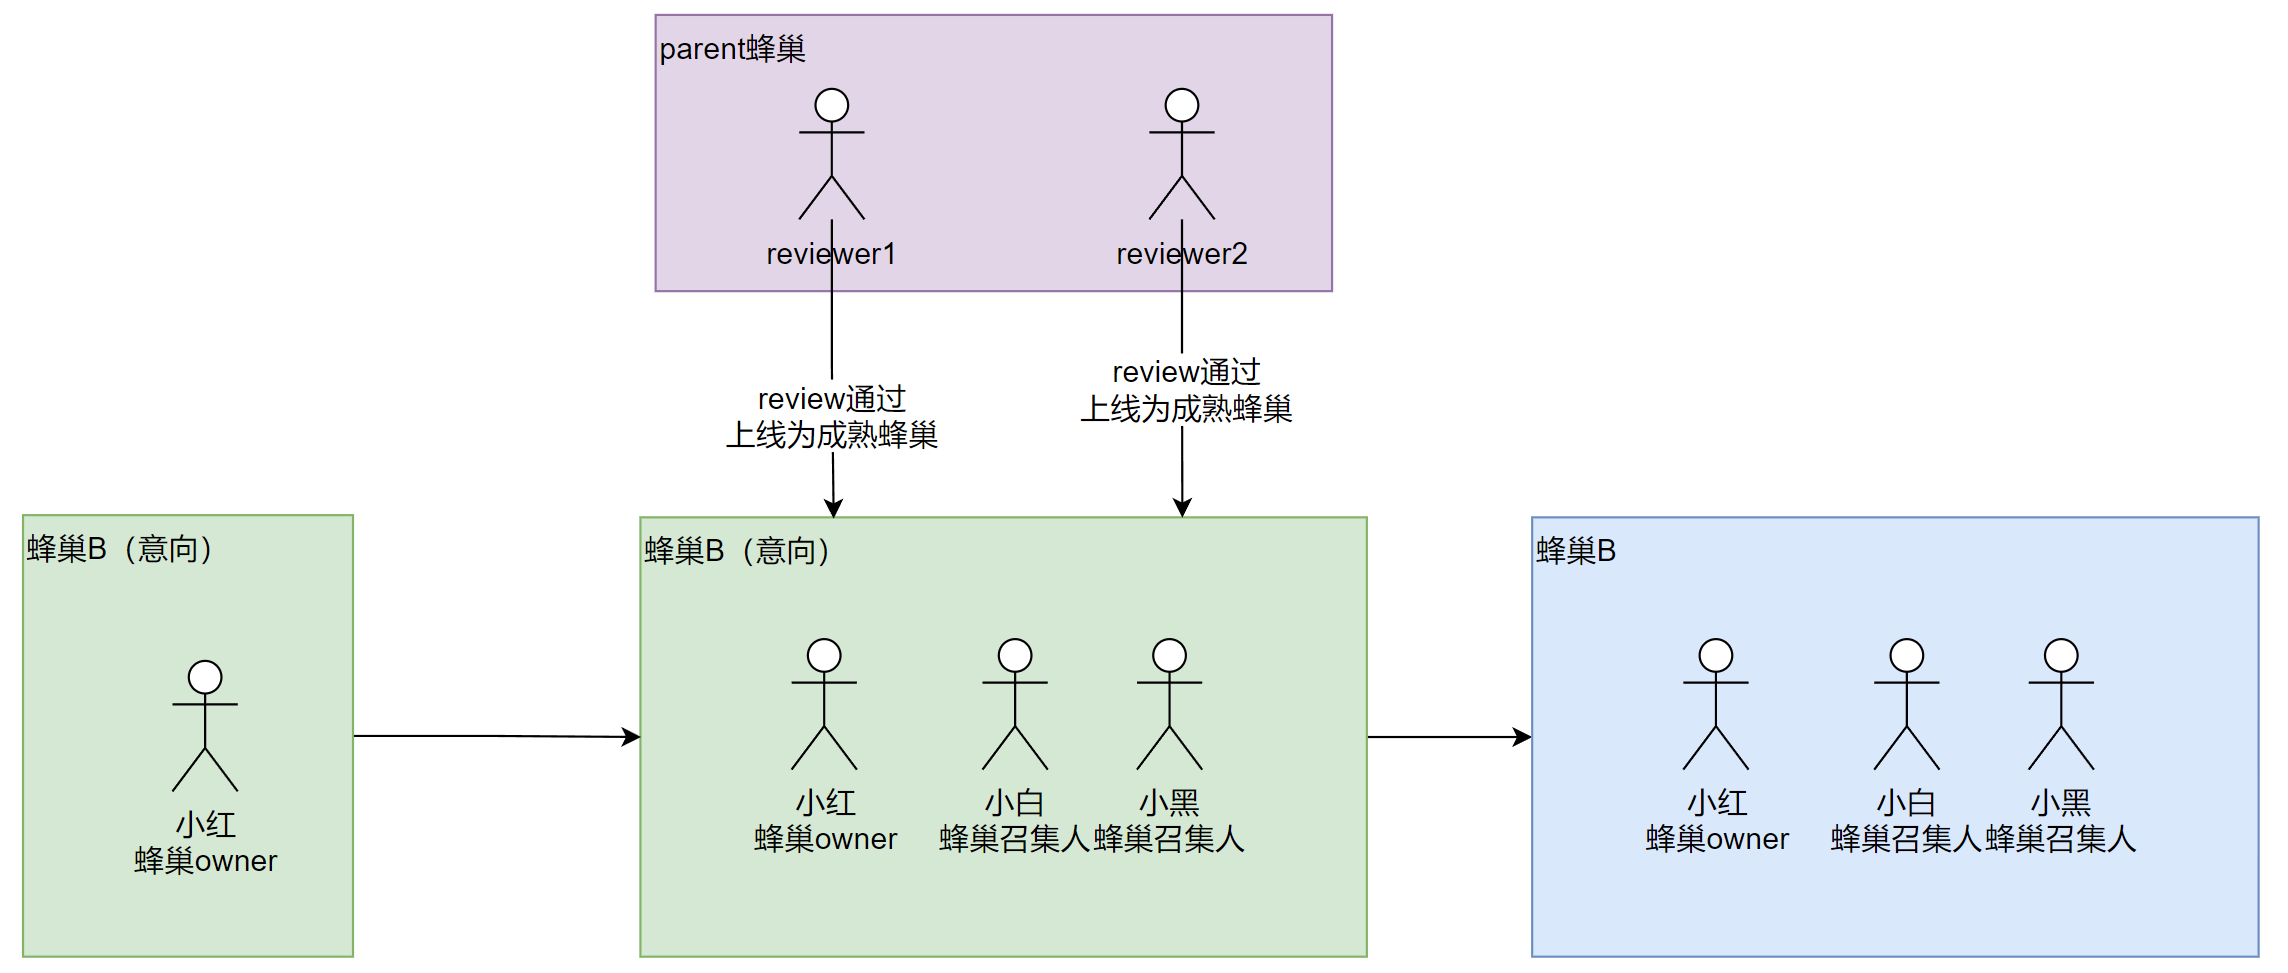 parent蜂巢
reviewer1
reviewer2
review通过
上线为成熟蜂巢
review通过
上线为成熟蜂巢
蜂巢B（意向）
小红
蜂巢owner
蜂巢B（意向）
小红
蜂巢owner
小白
蜂巢召集人
小黑
蜂巢召集人
蜂巢B
小红
蜂巢owner
小白
蜂巢召集人
小黑
蜂巢召集人